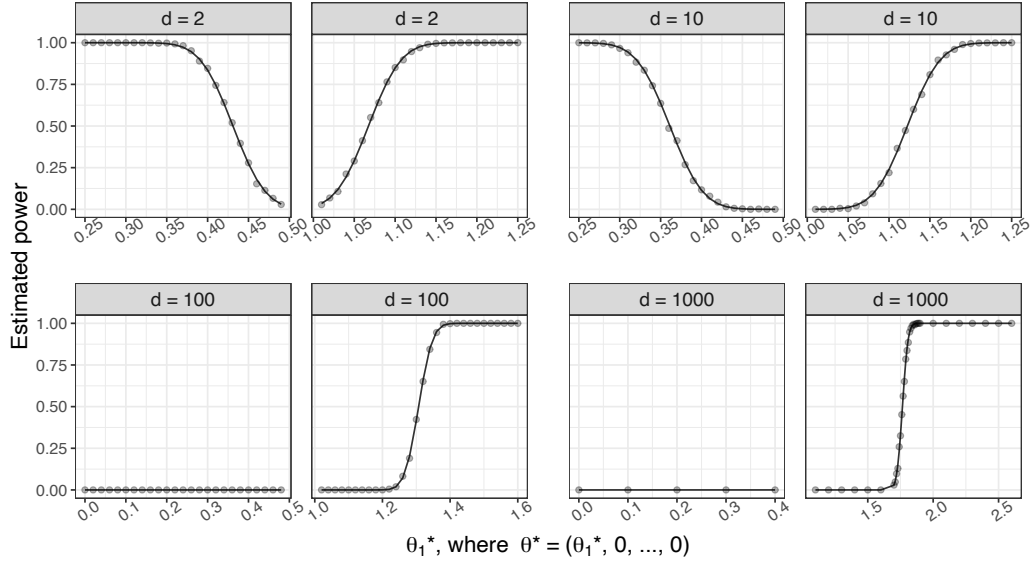 d = 2
d = 2
d = 10
d = 10
1.00
0.75
0.50
0.25
0.00
0.25 0.30 0.35 0.40 0.45 0.50
1.00 1.05 1.10 1.15 1.20 1.25
0.25 0.30 0.35 0.40 0.45 0.50
1.00 1.05 1.10 1.15 1.20 1.25
Estimated power
d = 100
d = 100
d = 1000
d = 1000
1.00
0.75
0.50
0.25
0.00
0.0 0.1 0.2 0.3 0.4 0.5
1.0 1.2 1.4 1.6
0.0 0.1 0.2 0.3 0.4
1.5 2.0 2.5
θ₁*, where θ* = (θ₁*, 0, ..., 0)